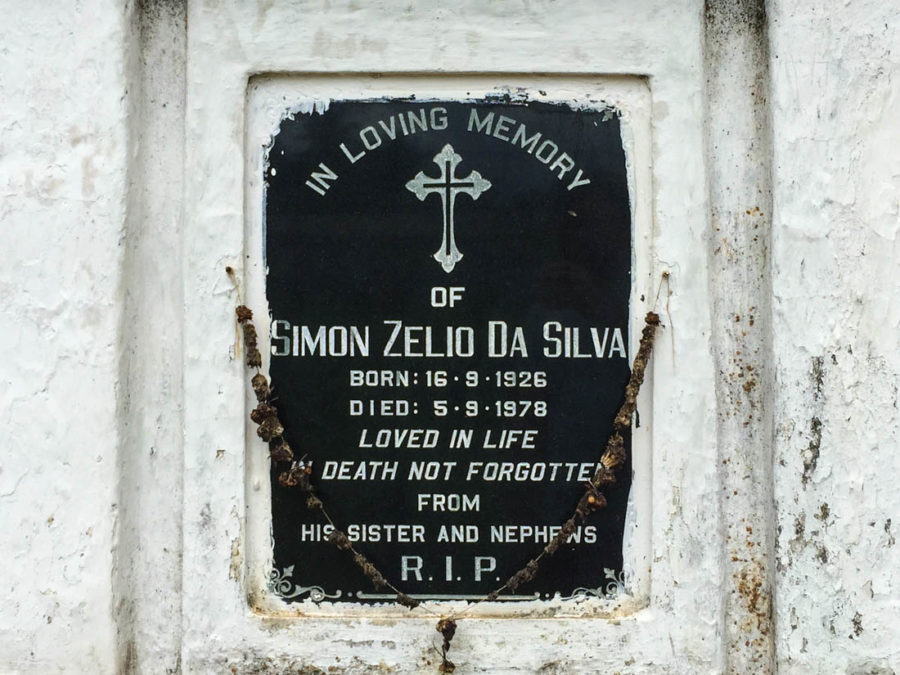 IN LOVING MEMORY
OF
SIMON ZELIO DA SILVA
BORN: 16·9·1926
DIED: 5·9·1978
LOVED IN LIFE
IN DEATH NOT FORGOTTEN
FROM
HIS SISTER AND NEPHEWS
R.I.P.